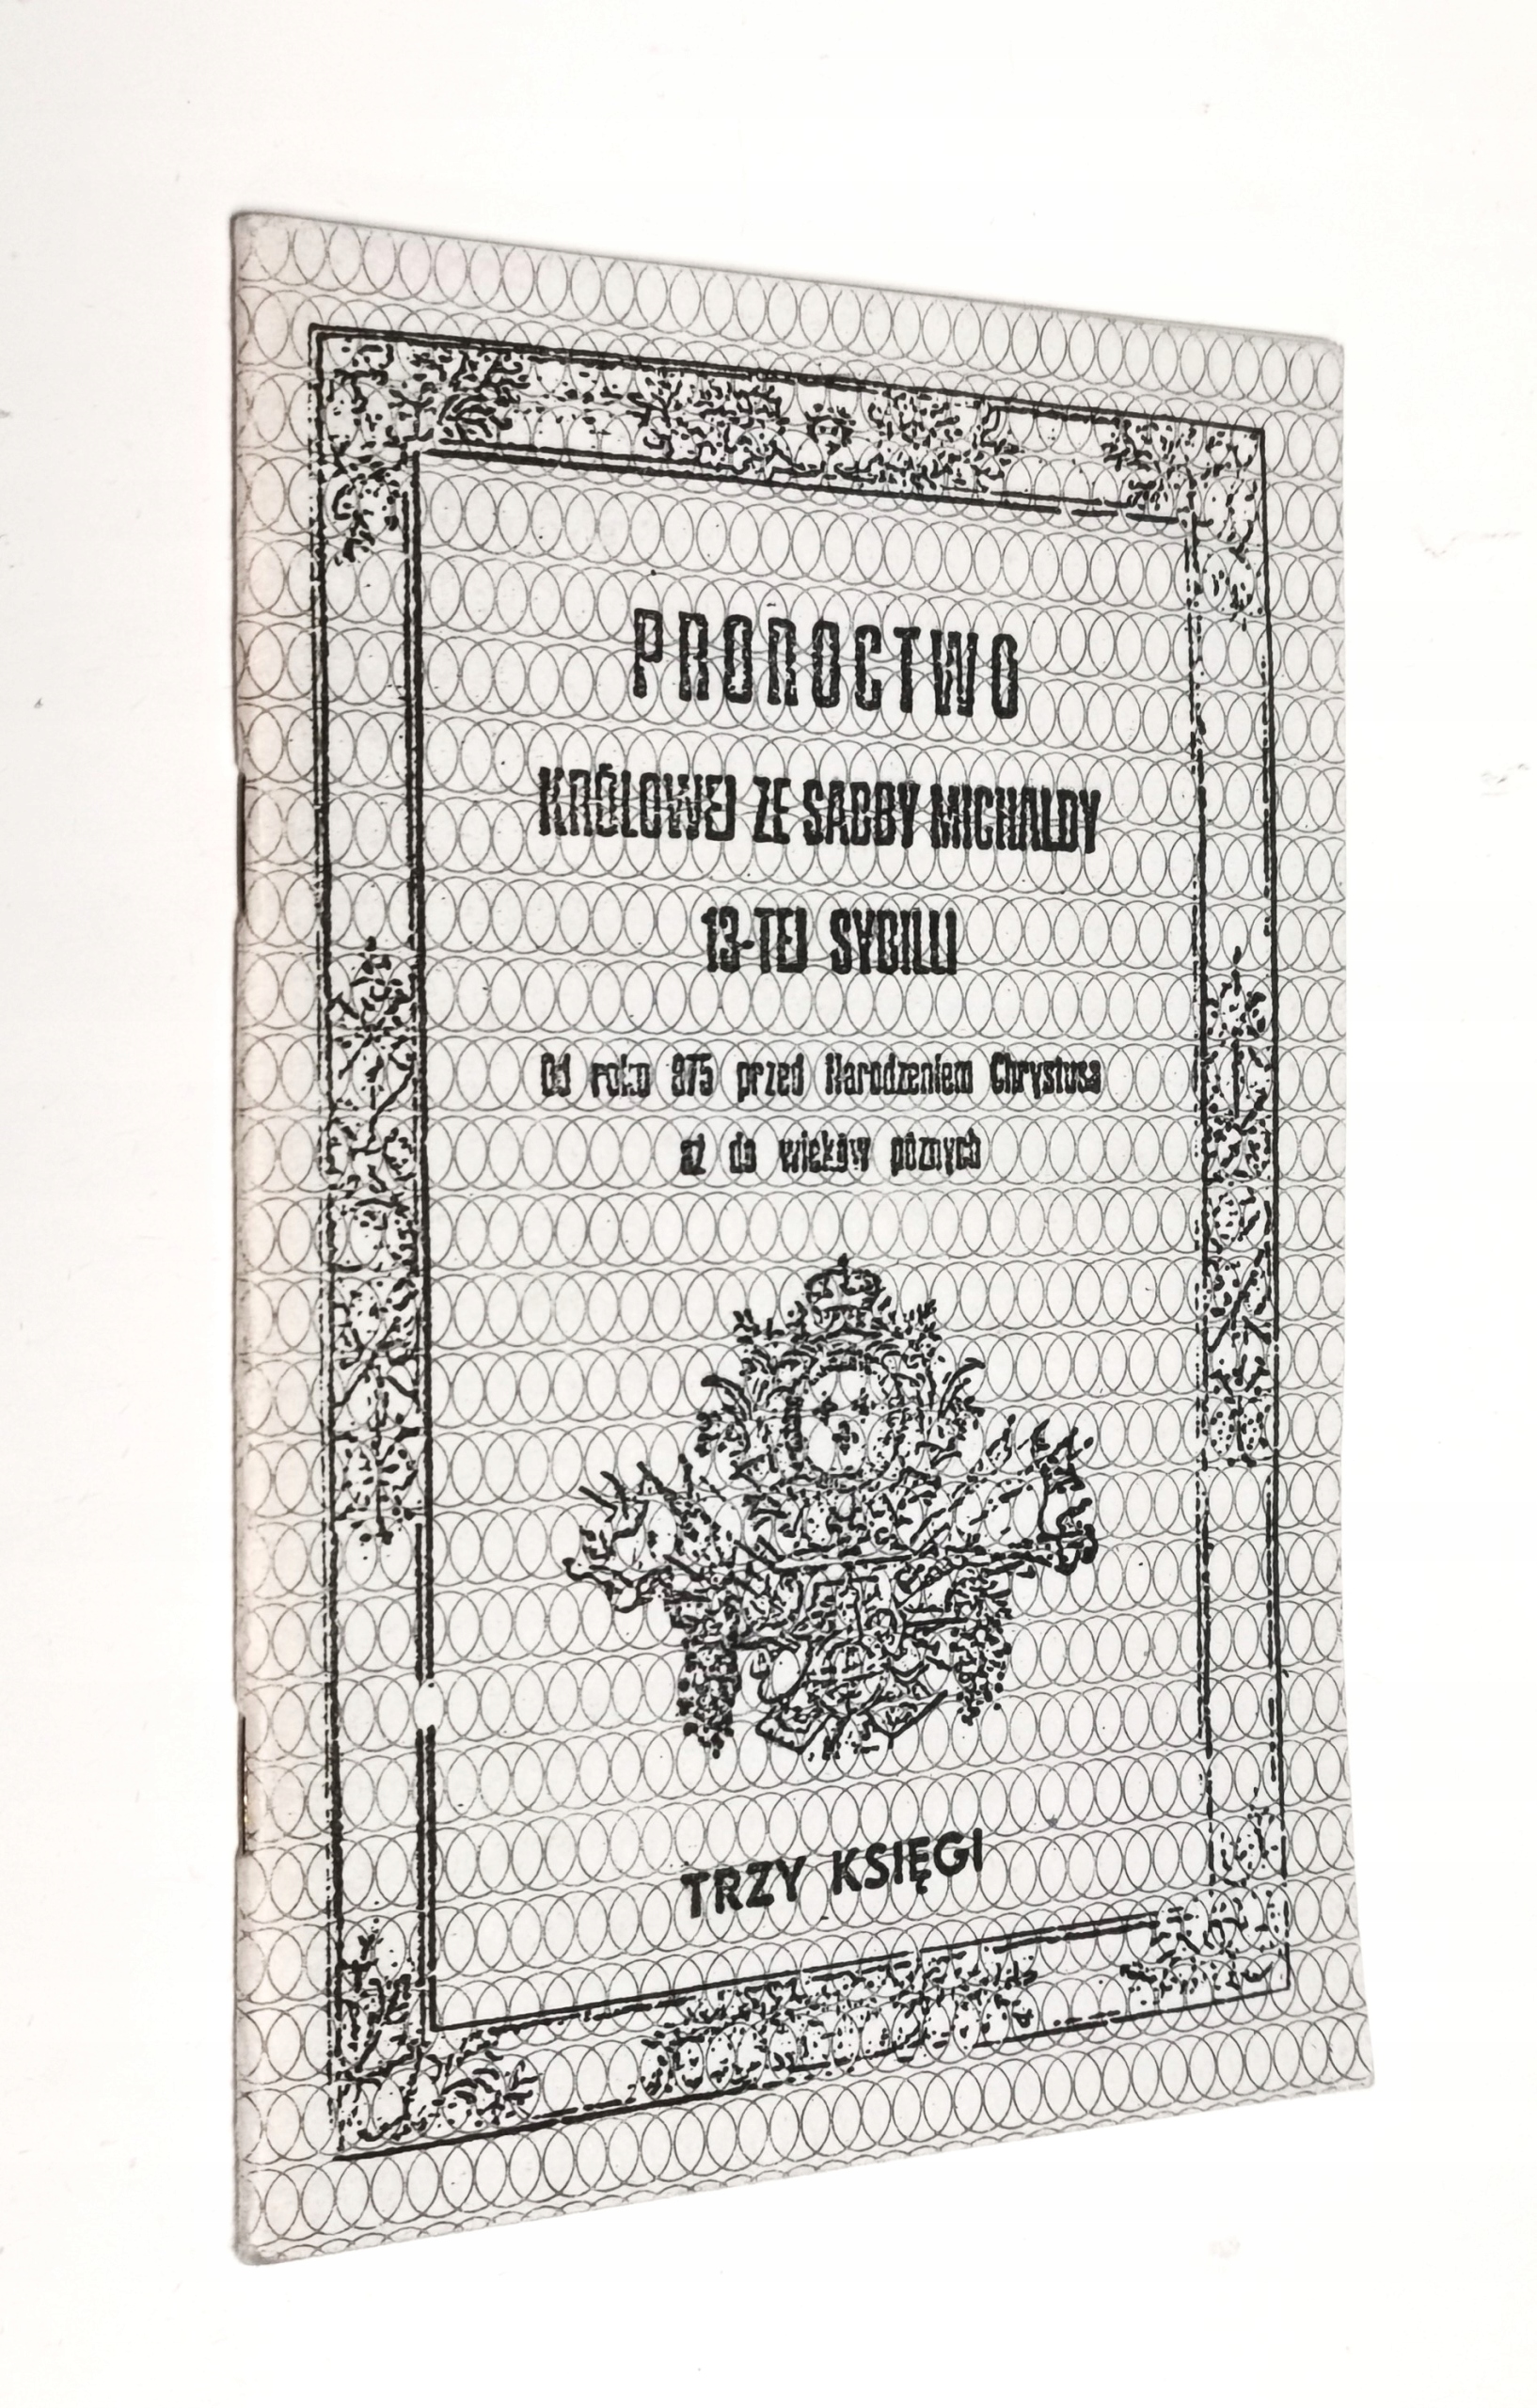 PROROCTWO
KRÓLOWEJ ZE SABBY MICHALDY
13-TEJ SYBILLI
Od roku 875 przed Narodzeniem Chrystusa
aż do wieków póznych
TRZY KSIĘGI